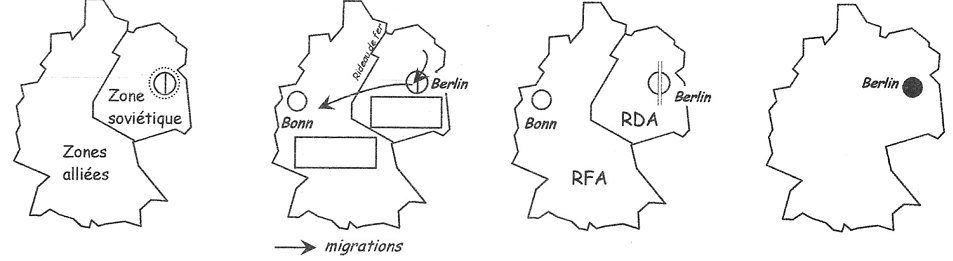 Zone
soviétique
Zones
alliées
Rideau de fer
Berlin
Bonn
migrations
Bonn
Berlin
RDA
RFA
Berlin